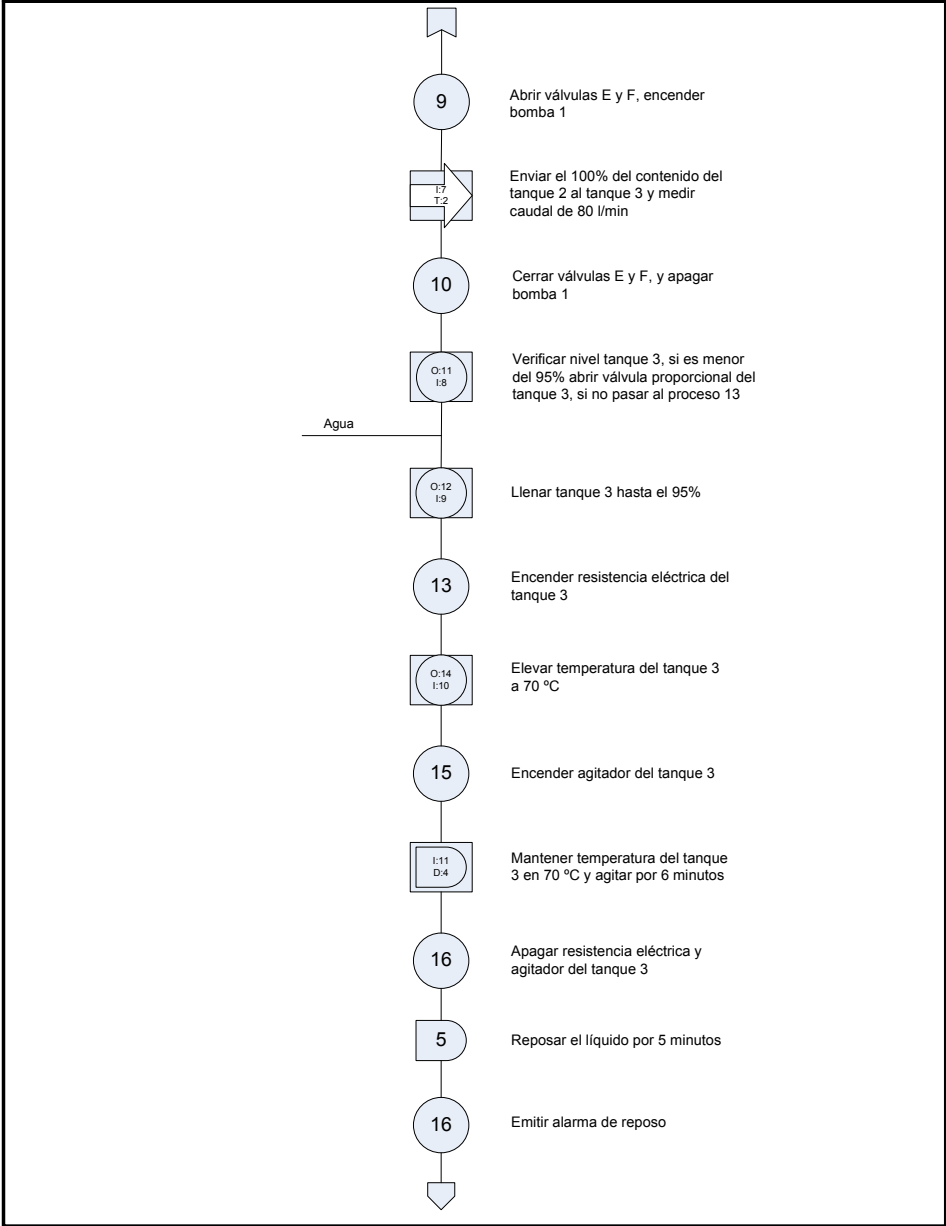 9
Abrir válvulas E y F, encender
bomba 1
I:7
T:2
Enviar el 100% del contenido del
tanque 2 al tanque 3 y medir
caudal de 80 l/min
10
Cerrar válvulas E y F, y apagar
bomba 1
O:11
I:8
Verificar nivel tanque 3, si es menor
del 95% abrir válvula proporcional del
tanque 3, si no pasar al proceso 13
Agua
O:12
I:9
Llenar tanque 3 hasta el 95%
13
Encender resistencia eléctrica del
tanque 3
O:14
I:10
Elevar temperatura del tanque 3
a 70 ºC
15
Encender agitador del tanque 3
I:11
D:4
Mantener temperatura del tanque
3 en 70 ºC y agitar por 6 minutos
16
Apagar resistencia eléctrica y
agitador del tanque 3
5
Reposar el líquido por 5 minutos
16
Emitir alarma de reposo